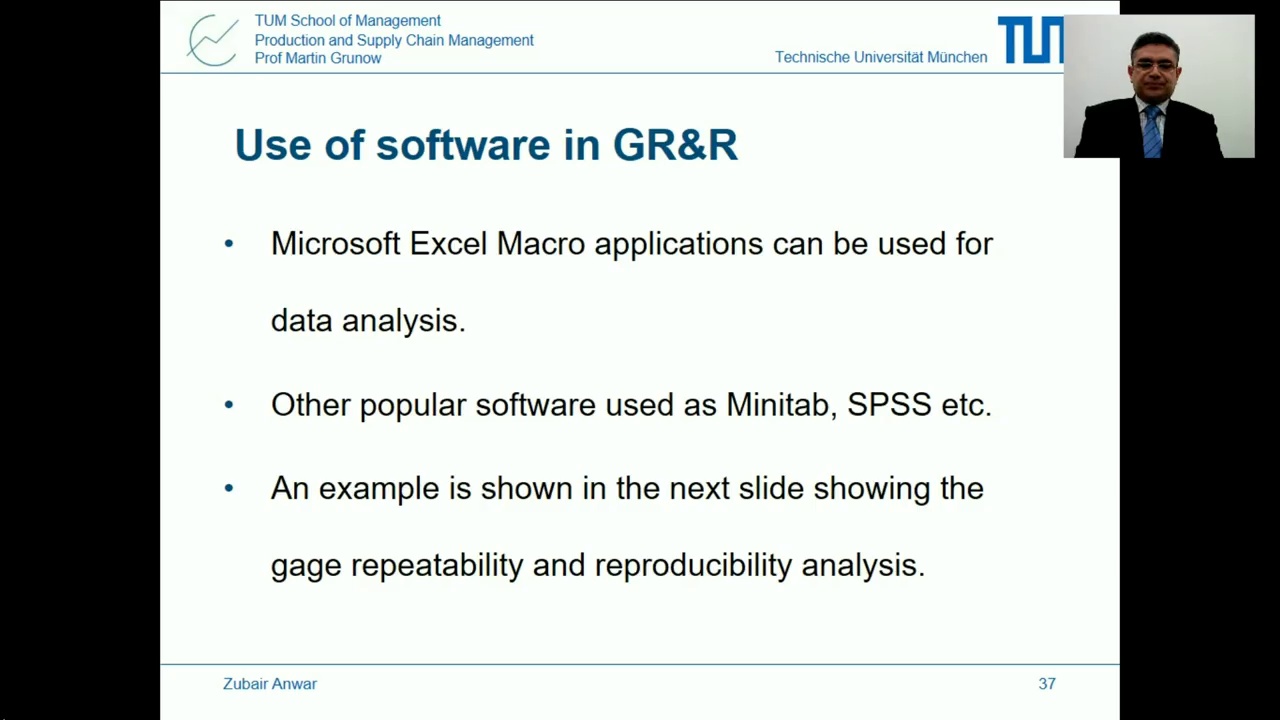 TUM School of Management
Production and Supply Chain Management
Prof Martin Grunow
Technische Universität München
Use of software in GR&R
• Microsoft Excel Macro applications can be used for
data analysis.
• Other popular software used as Minitab, SPSS etc.
• An example is shown in the next slide showing the
gage repeatability and reproducibility analysis.
Zubair Anwar
37